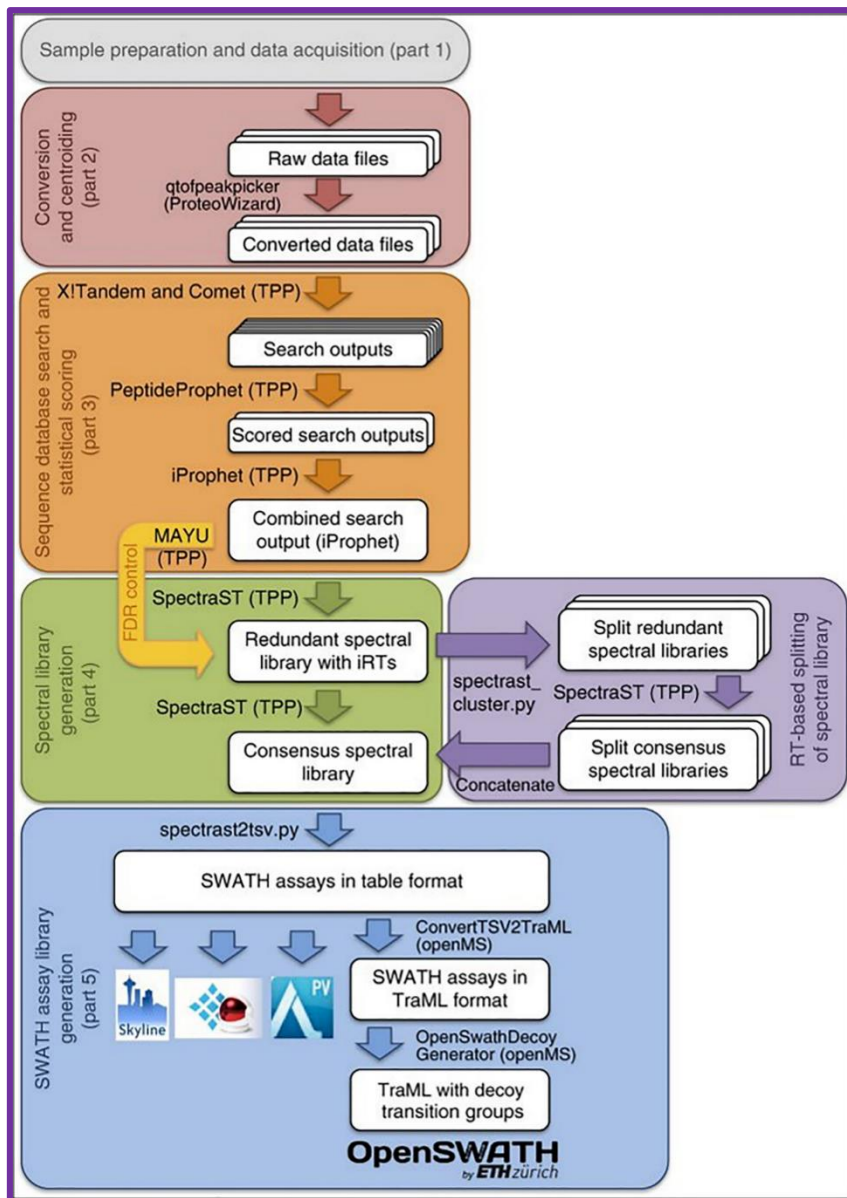 Sample preparation and data acquisition (part 1)
Conversion
and centroiding
(part 2)
Raw data files
qtofpeakpicker
(ProteoWizard)
Converted data files
Sequence database search and
statistical scoring
(part 3)
X!Tandem and Comet (TPP)
Search outputs
PeptideProphet (TPP)
Scored search outputs
iProphet (TPP)
Combined search
output (iProphet)
MAYU
(TPP)
FDR control
Spectral library
generation
(part 4)
SpectraST (TPP)
Redundant spectral
library with iRTs
SpectraST (TPP)
Consensus spectral
library
spectrast_
cluster.py
Concatenate
Split redundant
spectral libraries
SpectraST (TPP)
Split consensus
spectral libraries
RT-based splitting
of spectral library
SWATH assay library
generation
(part 5)
spectrast2tsv.py
SWATH assays in table format
Skyline
PV
ConvertTSV2TraML
(openMS)
SWATH assays in
TraML format
OpenSwathDecoy
Generator (openMS)
TraML with decoy
transition groups
OpenSWATH
by ETH zürich